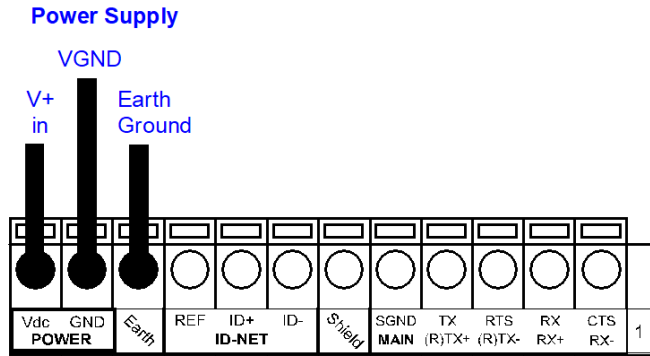 Power Supply
VGND
V+ in
Earth Ground
Vdc GND Earth REF ID+ ID- Shield SGND TX RTS RX CTS
POWER ID-NET MAIN (R)TX+ (R)TX- RX+ RX- 1